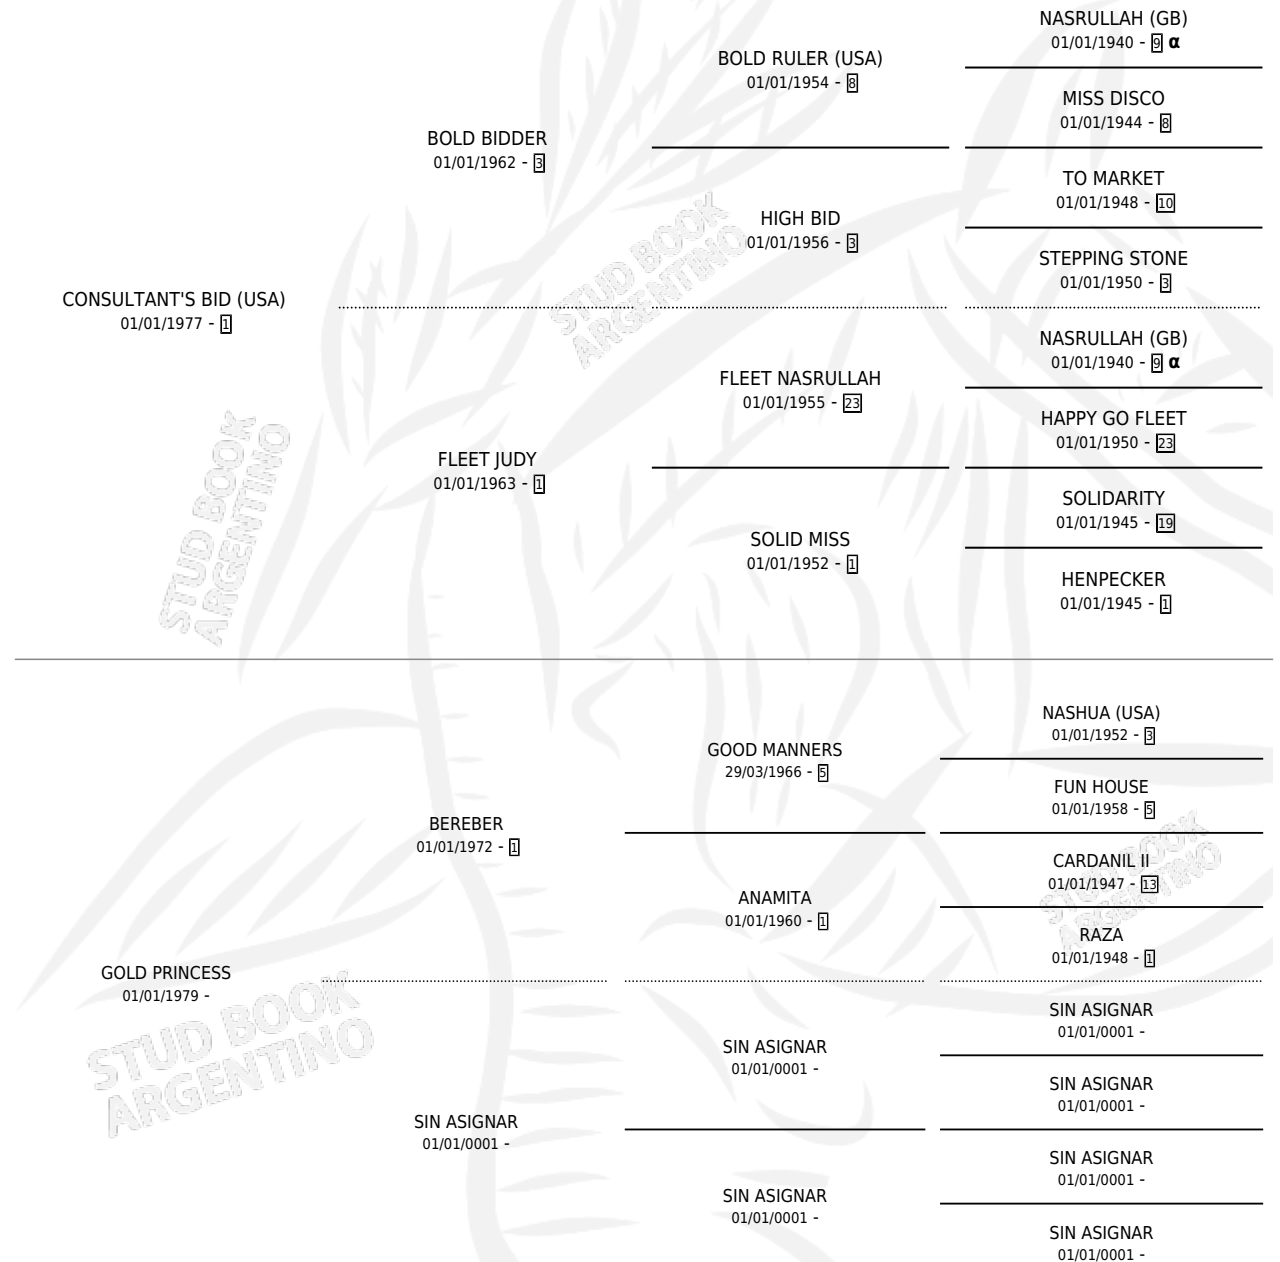 NASRULLAH (GB)
01/01/1940 - 9 α
BOLD RULER (USA)
01/01/1954 - 8
MISS DISCO
01/01/1944 - 8
BOLD BIDDER
01/01/1962 - 3
TO MARKET
01/01/1948 - 10
HIGH BID
01/01/1956 - 3
STEPPING STONE
01/01/1950 - 3
CONSULTANT'S BID (USA)
01/01/1977 - 1
NASRULLAH (GB)
01/01/1940 - 9 α
FLEET NASRULLAH
01/01/1955 - 23
HAPPY GO FLEET
01/01/1950 - 23
FLEET JUDY
01/01/1963 - 1
SOLIDARITY
01/01/1945 - 19
SOLID MISS
01/01/1952 - 1
HENPECKER
01/01/1945 - 1
NASHUA (USA)
01/01/1952 - 3
GOOD MANNERS
29/03/1966 - 5
FUN HOUSE
01/01/1958 - 5
BEREBER
01/01/1972 - 1
CARDANIL II
01/01/1947 - 13
ANAMITA
01/01/1960 - 1
RAZA
01/01/1948 - 1
GOLD PRINCESS
01/01/1979 -
SIN ASIGNAR
01/01/0001 -
SIN ASIGNAR
01/01/0001 -
SIN ASIGNAR
01/01/0001 -
SIN ASIGNAR
01/01/0001 -
SIN ASIGNAR
01/01/0001 -
SIN ASIGNAR
01/01/0001 -
SIN ASIGNAR
01/01/0001 -
STUD BOOK
ARGENTINO
STUD BOOK
ARGENTINO
STUD BOOK
ARGENTINO
STUD BOOK
ARGENTINO